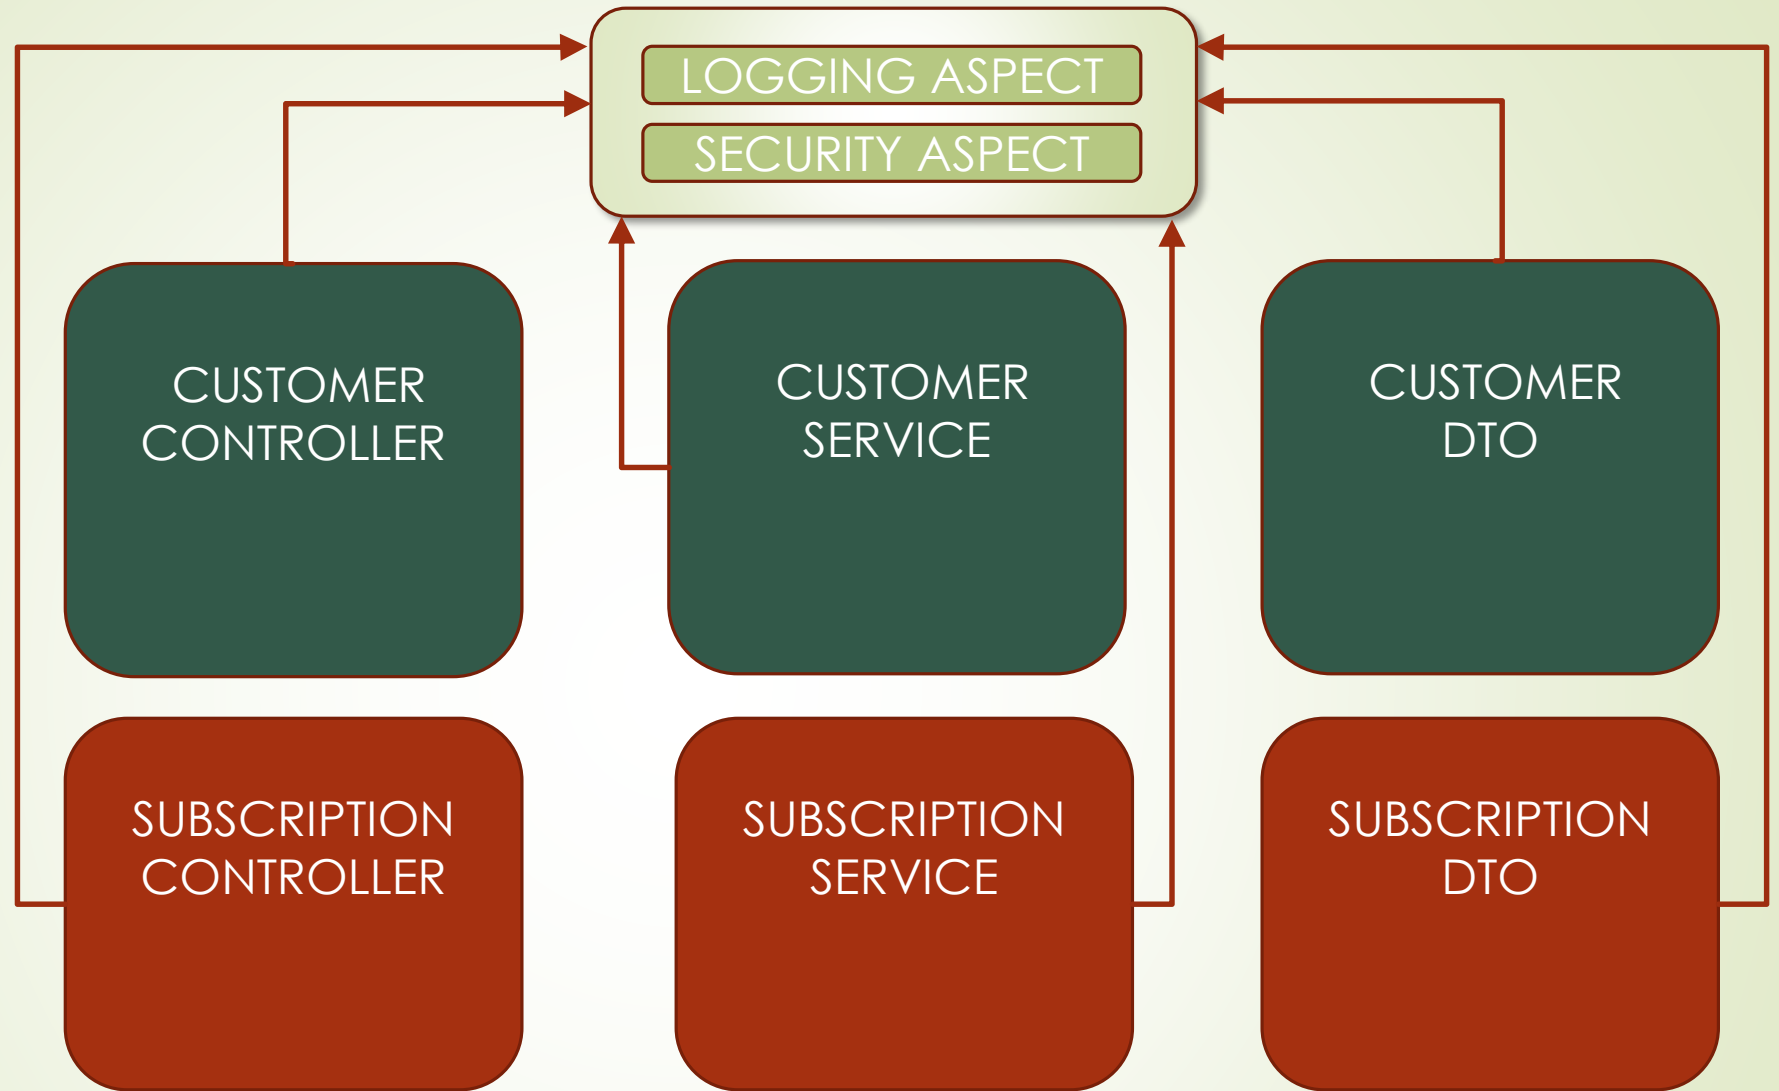 LOGGING ASPECT
SECURITY ASPECT
CUSTOMER
CONTROLLER
CUSTOMER
SERVICE
CUSTOMER
DTO
SUBSCRIPTION
CONTROLLER
SUBSCRIPTION
SERVICE
SUBSCRIPTION
DTO